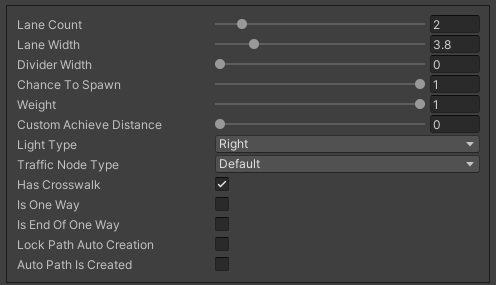 Lane Count 2
Lane Width 3.8
Divider Width 0
Chance To Spawn 1
Weight 1
Custom Achieve Distance 0
Light Type Right
Traffic Node Type Default
Has Crosswalk
Is One Way
Is End Of One Way
Lock Path Auto Creation
Auto Path Is Created